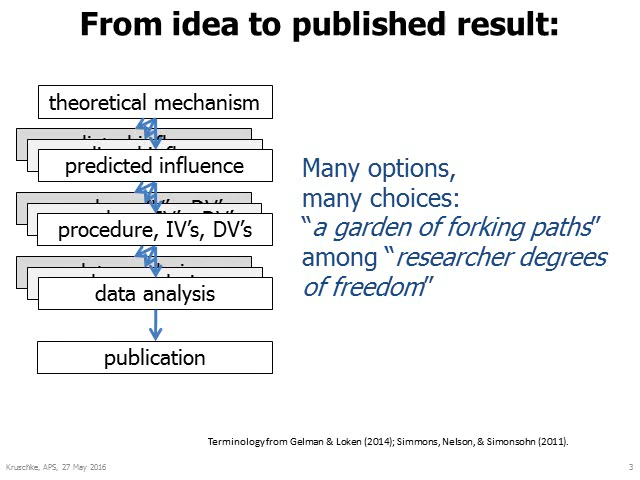 From idea to published result:
theoretical mechanism
predicted influence
procedure, IV’s, DV’s
data analysis
publication
Many options,
many choices:
“a garden of forking paths”
among “researcher degrees
of freedom”
Terminology from Gelman & Loken (2014); Simmons, Nelson, & Simonsohn (2011).
Kruschke, APS, 27 May 2016
3